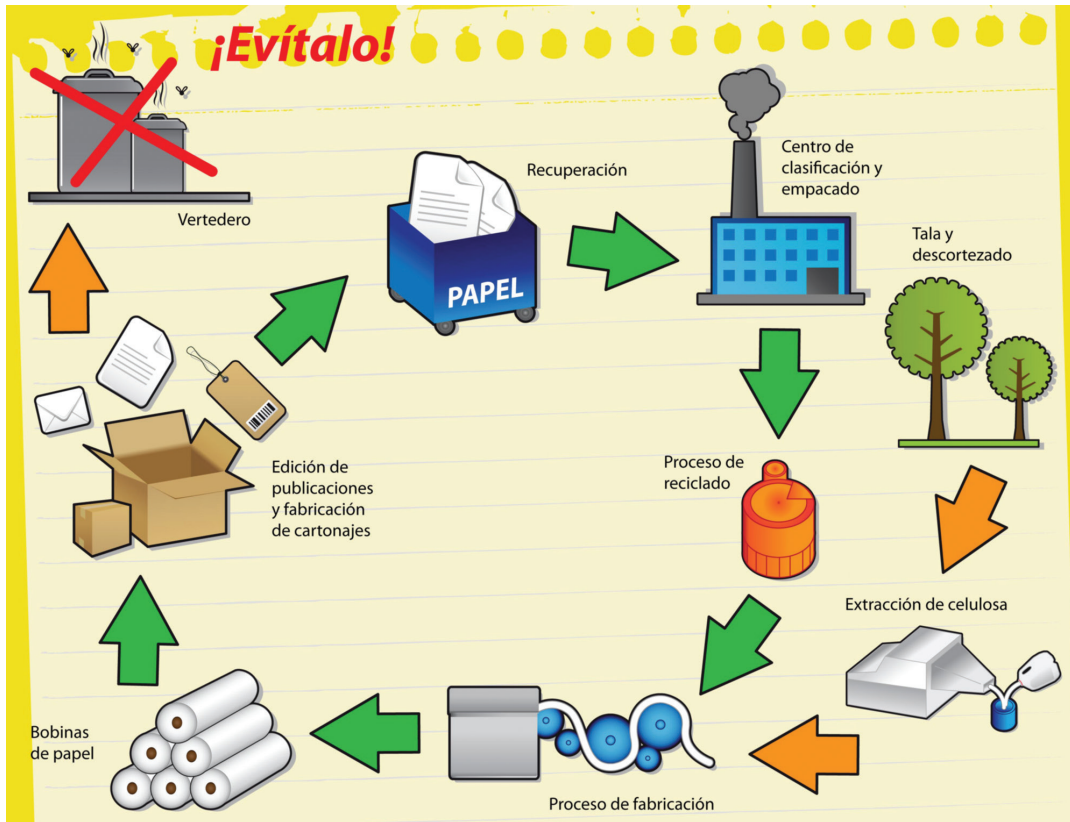 ¡Evítalo!
Vertedero
Recuperación
PAPEL
Centro de
clasificación y
empacado
Tala y
descortezado
Edición de
publicaciones
y fabricación
de cartonajes
Proceso de
reciclado
Extracción de celulosa
Bobinas
de papel
Proceso de fabricación